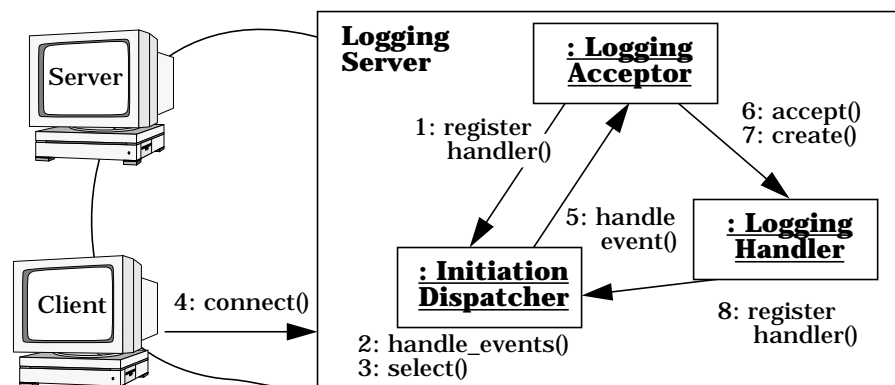 Logging
Server
: Logging
Acceptor
Server
1: register
handler()
6: accept()
7: create()
5: handle
event()
: Logging
Handler
: Initiation
Dispatcher
Client
4: connect()
8: register
handler()
2: handle_events()
3: select()